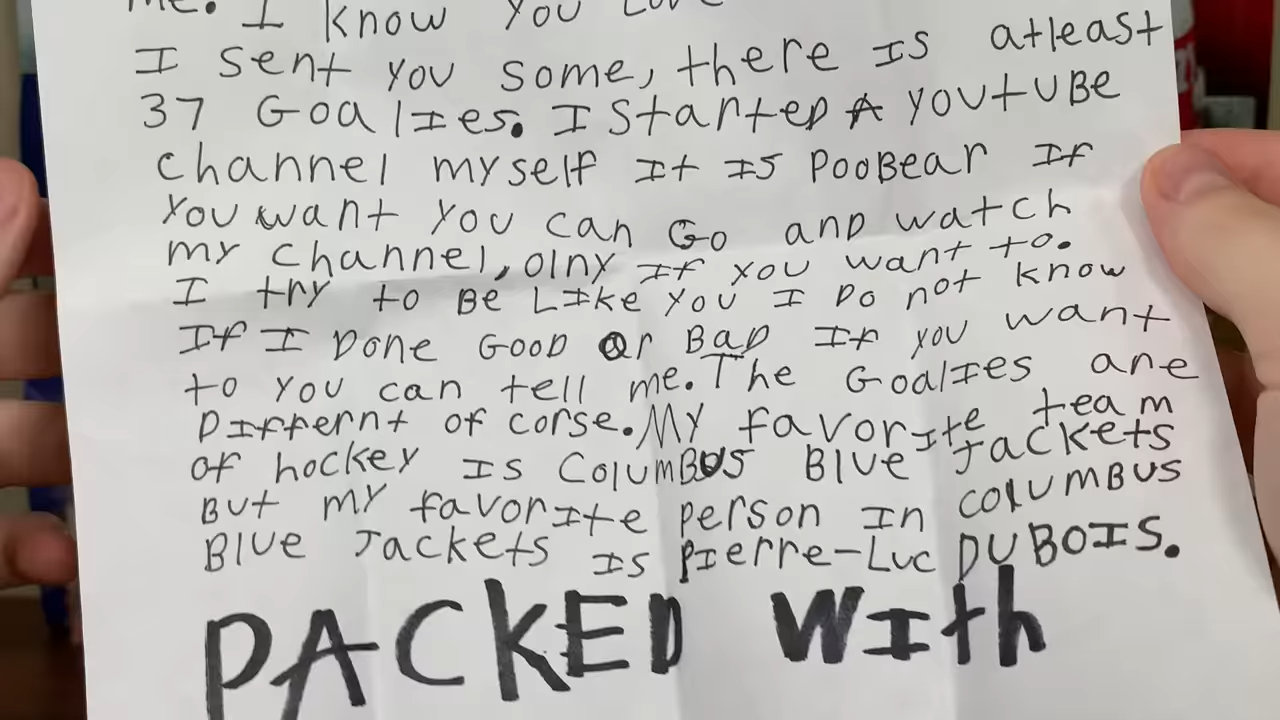 me. I know you Love
I sent you some, there Is atleast
37 GoalIes. I StarteD A YoutuBe
channel myself It Is PooBear If
You want you can Go anD watch
my channel, olny If you want to.
I try to Be LIke you I Do not know
If I Done GooD or BaD If you want
to you can tell me. The GoalIes are
DIffernt of corse. My favorIte team
of hockey Is ColumBUS Blue Jackets
But my favorIte person In coluMBUS
Blue Jackets Is PIerre-Luc DUBOIS.
PACKED WIth